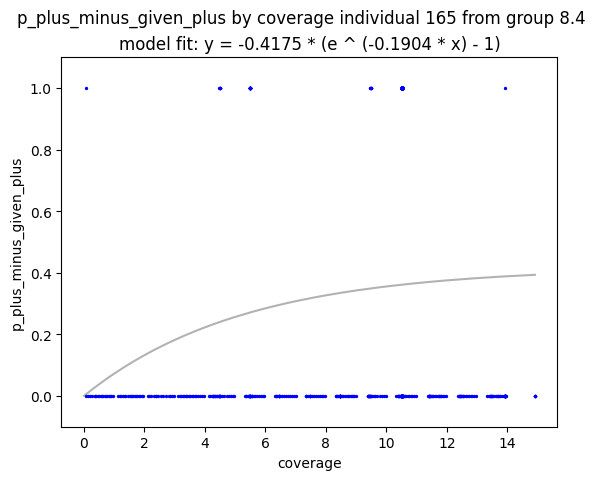 p_plus_minus_given_plus by coverage individual 165 from group 8.4
model fit: y = -0.4175 * (e ^ (-0.1904 * x) - 1)
1.0
0.8
0.6
0.4
0.2
0.0
p_plus_minus_given_plus
0 2 4 6 8 10 12 14
coverage